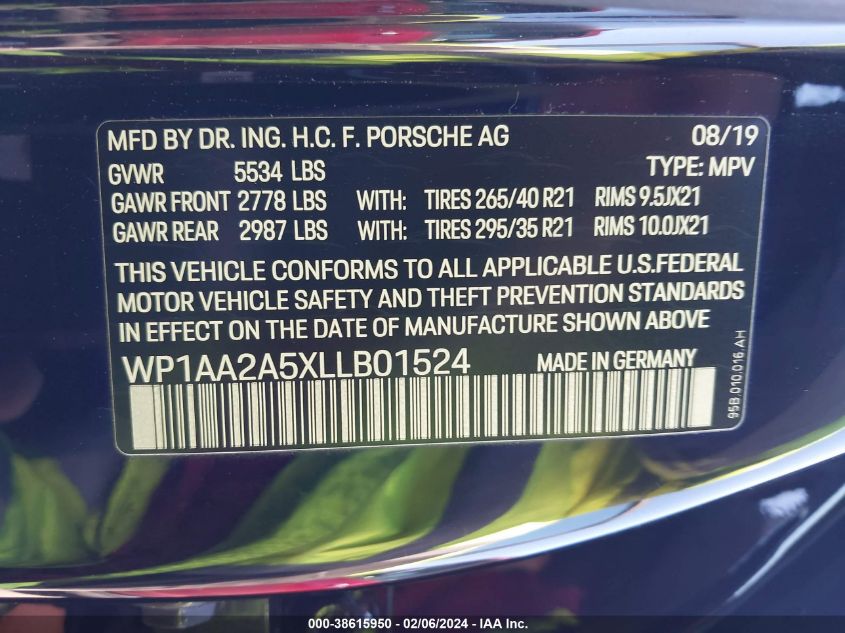 MFD BY DR. ING. H.C. F. PORSCHE AG 08/19
GVWR 5534 LBS TYPE: MPV
GAWR FRONT 2778 LBS WITH: TIRES 265/40 R21 RIMS 9.5JX21
GAWR REAR 2987 LBS WITH: TIRES 295/35 R21 RIMS 10.0JX21
THIS VEHICLE CONFORMS TO ALL APPLICABLE U.S.FEDERAL
MOTOR VEHICLE SAFETY AND THEFT PREVENTION STANDARDS
IN EFFECT ON THE DATE OF MANUFACTURE SHOWN ABOVE
WP1AA2A5XLLB01524 MADE IN GERMANY
95B.010.016.AH
000-38615950 - 02/06/2024 - IAA Inc.